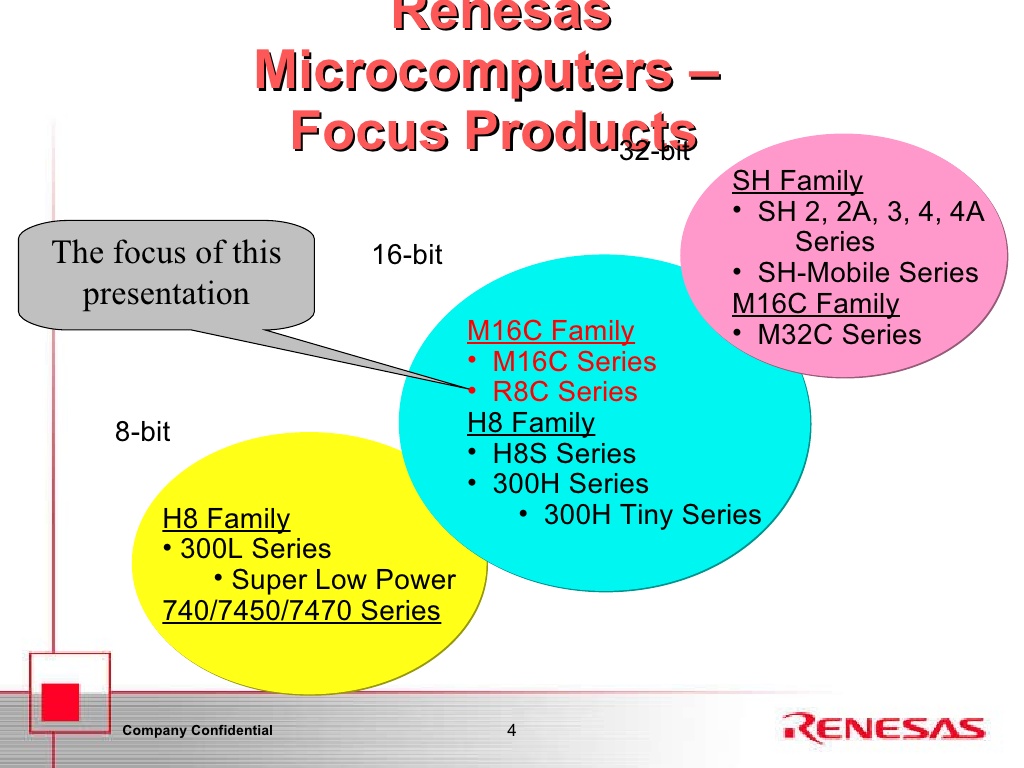 Renesas
Microcomputers –
Focus Products
32-bit
SH Family
• SH 2, 2A, 3, 4, 4A
Series
• SH-Mobile Series
M16C Family
• M32C Series
The focus of this
presentation
16-bit
M16C Family
• M16C Series
• R8C Series
H8 Family
• H8S Series
• 300H Series
• 300H Tiny Series
8-bit
H8 Family
• 300L Series
• Super Low Power
740/7450/7470 Series
Company Confidential
4
RENESAS